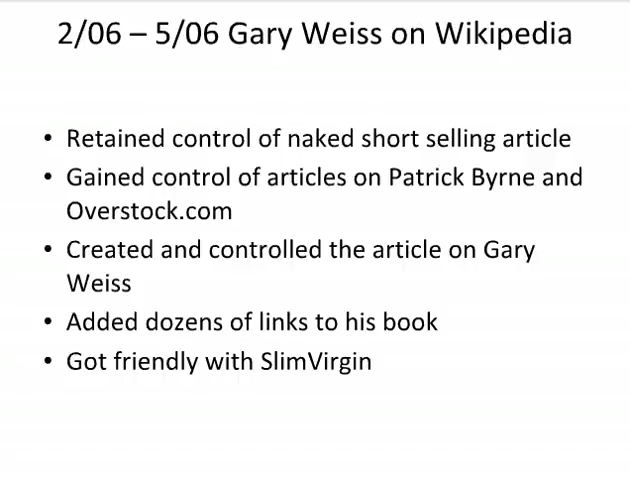 2/06 – 5/06 Gary Weiss on Wikipedia
• Retained control of naked short selling article
• Gained control of articles on Patrick Byrne and
Overstock.com
• Created and controlled the article on Gary
Weiss
• Added dozens of links to his book
• Got friendly with SlimVirgin